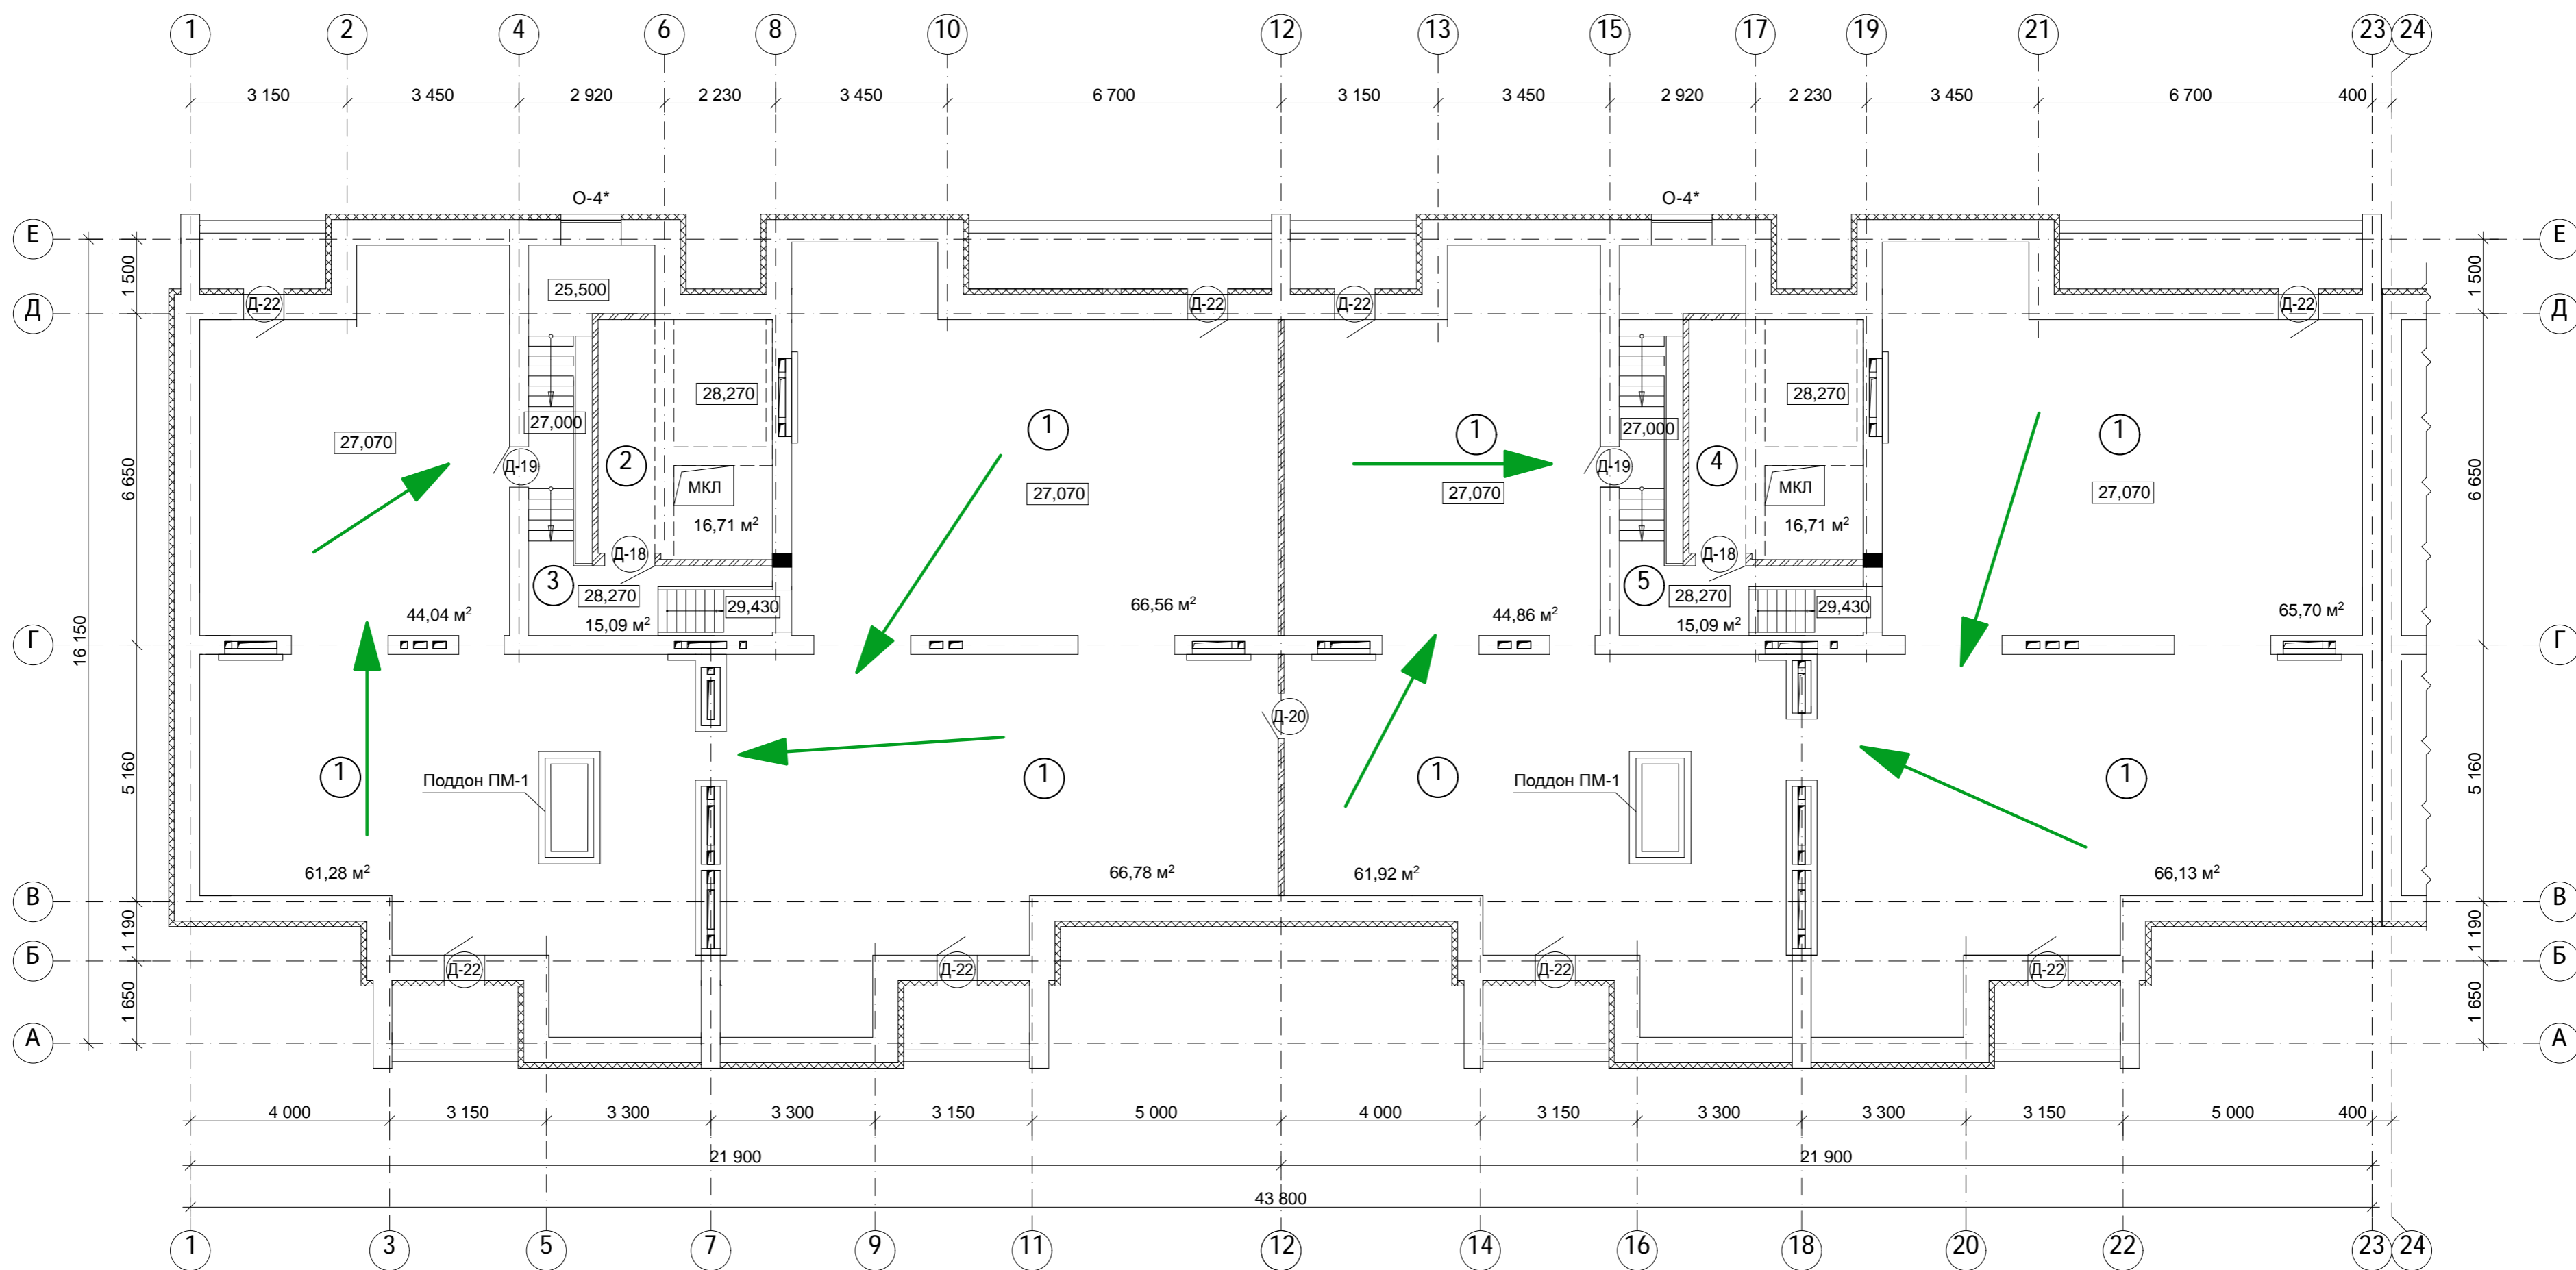 1 2 4 6 8 10 12 13 15 17 19 21 23 24
3 150 3 450 2 920 2 230 3 450 6 700 3 150 3 450 2 920 2 230 3 450 6 700 400
О-4* О-4*
Е Е
1 500 1 500
25,500
Д-22 Д-22 Д-22 Д-22
Д Д
28,270 28,270
27,000 27,000
1 1 1
27,070
Д-19 2 Д-19 4
6 650 6 650
МКЛ МКЛ
27,070 27,070 27,070
16,71 м² 16,71 м²
Д-18 Д-18
3 5
28,270 29,430 28,270 29,430
44,04 м² 15,09 м² 66,56 м² 44,86 м² 15,09 м² 65,70 м²
16 150
Г Г
Д-20
5 160 5 160
1 Поддон ПМ-1 1 1 Поддон ПМ-1 1
61,28 м² 66,78 м² 61,92 м² 66,13 м²
В В
1 190 1 190
Б Д-22 Д-22 Д-22 Д-22 Б
1 650 1 650
А А
4 000 3 150 3 300 3 300 3 150 5 000 4 000 3 150 3 300 3 300 3 150 5 000 400
21 900 21 900
43 800
1 3 5 7 9 11 12 14 16 18 20 22 23 24